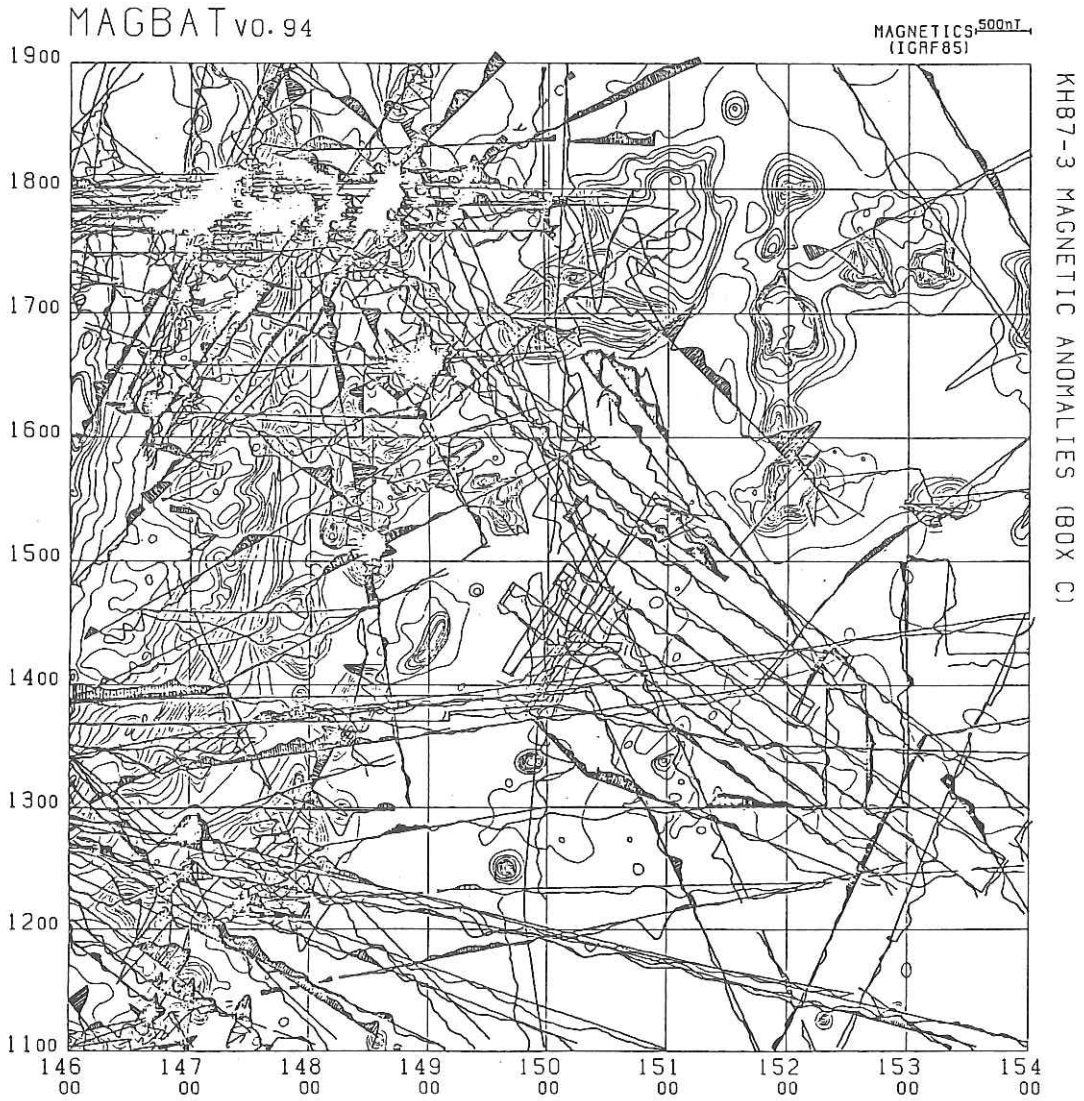 MAGBAT V0.94
MAGNETICS 500nT
(IGRF85)
KH87-3 MAGNETIC ANOMALIES (BOX C)
1900
1800
1700
1600
1500
1400
1300
1200
1100
146 147 148 149 150 151 152 153 154
00 00 00 00 00 00 00 00 00